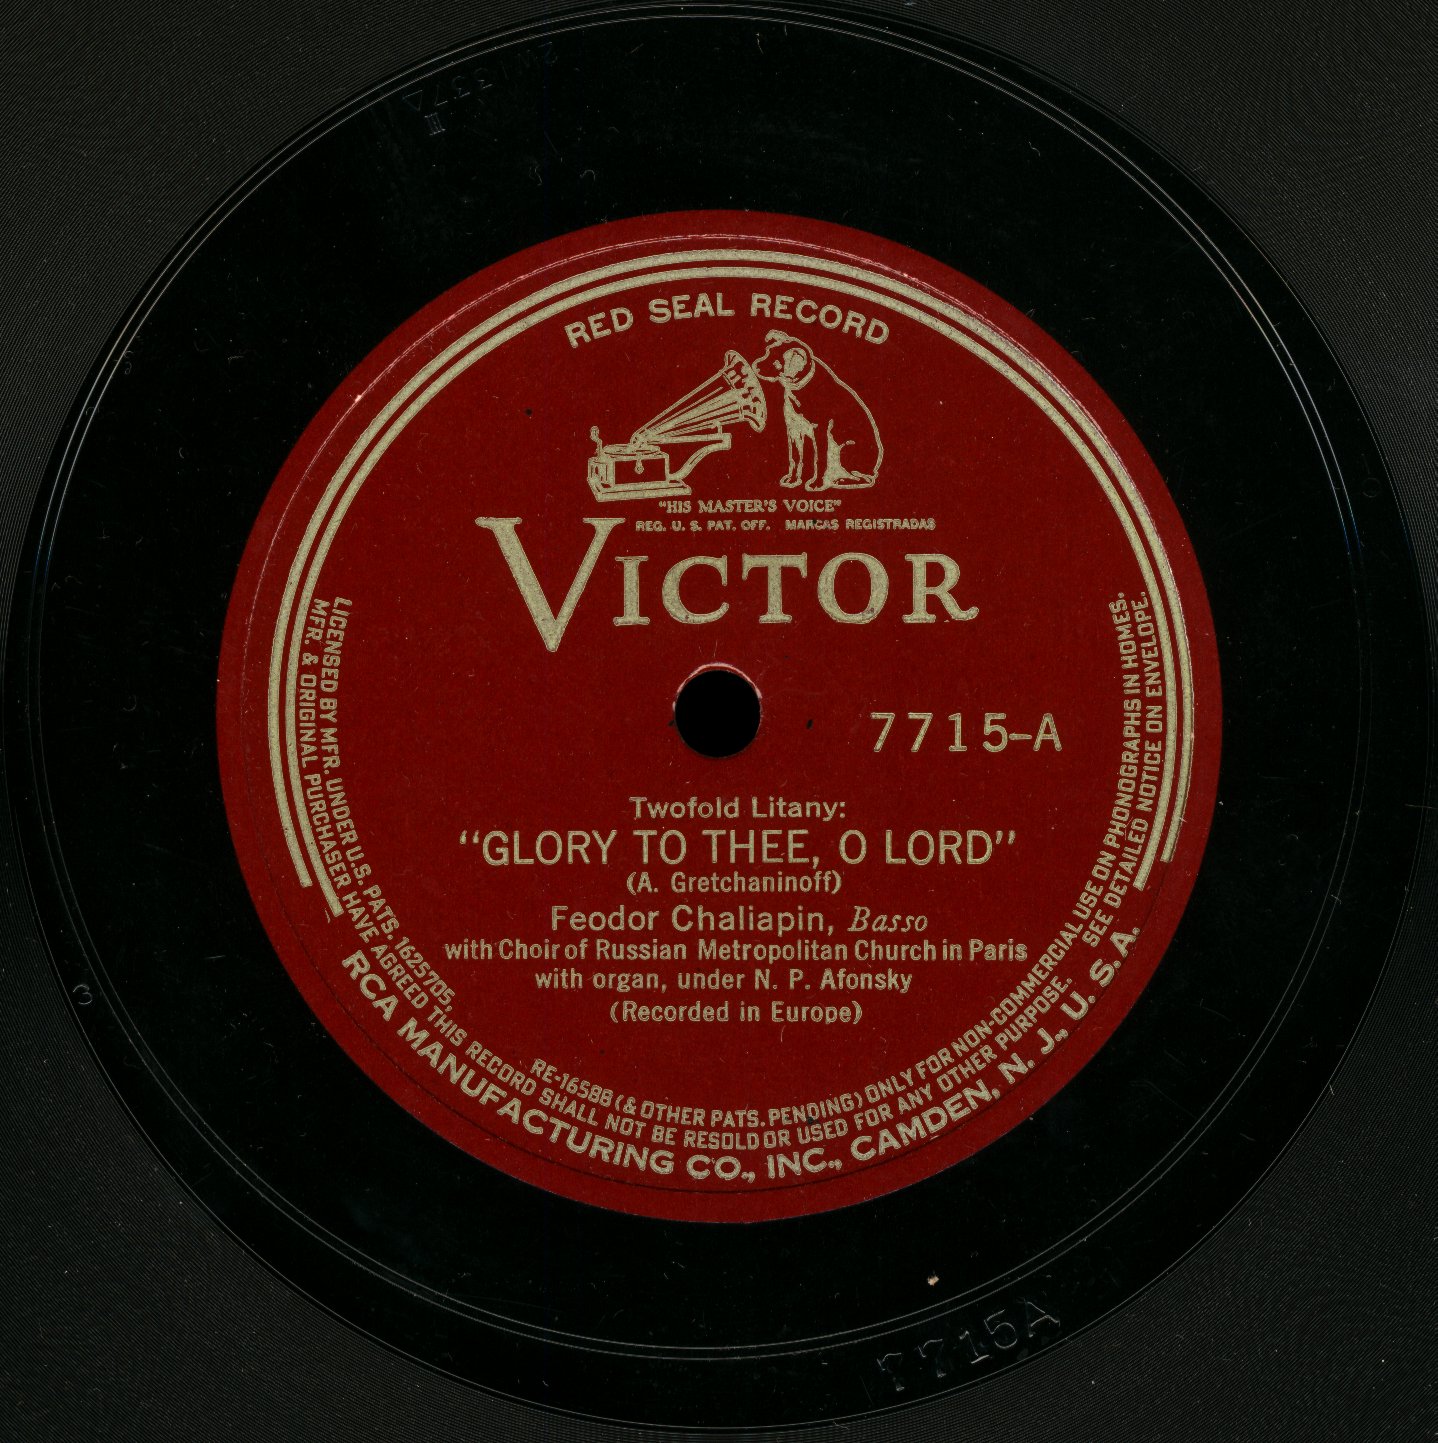 RED SEAL RECORD
"HIS MASTER'S VOICE"
REG. U. S. PAT. OFF. MARCAS REGISTRADAS
VICTOR
7715-A
Twofold Litany:
"GLORY TO THEE, O LORD"
(A. Gretchaninoff)
Feodor Chaliapin, Basso
with Choir of Russian Metropolitan Church in Paris
with organ, under N. P. Afonsky
(Recorded in Europe)
LICENSED BY MFR. UNDER U.S. PATS. 1625705, RE-16588 (& OTHER PATS. PENDING) ONLY FOR NON-COMMERCIAL USE ON PHONOGRAPHS IN HOMES.
MFR. & ORIGINAL PURCHASER HAVE AGREED THIS RECORD SHALL NOT BE RESOLD OR USED FOR ANY OTHER PURPOSE. SEE DETAILED NOTICE ON ENVELOPE.
RCA MANUFACTURING CO., INC., CAMDEN, N. J., U. S. A.
7715A